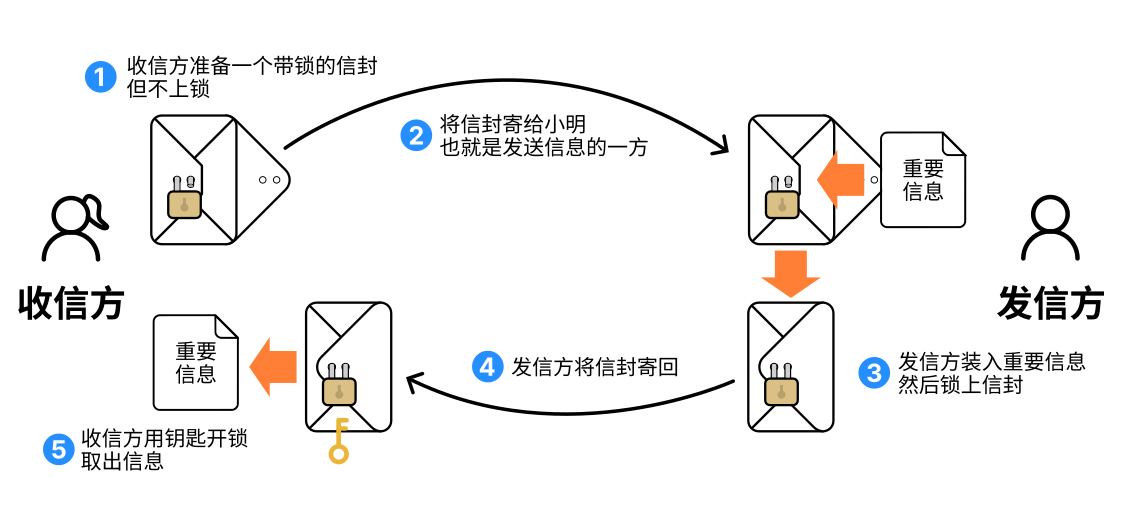 1
收信方准备一个带锁的信封
但不上锁
2
将信封寄给小明
也就是发送信息的一方
重要
信息
收信方
发信方
3
发信方装入重要信息
然后锁上信封
4
发信方将信封寄回
重要
信息
5
收信方用钥匙开锁
取出信息